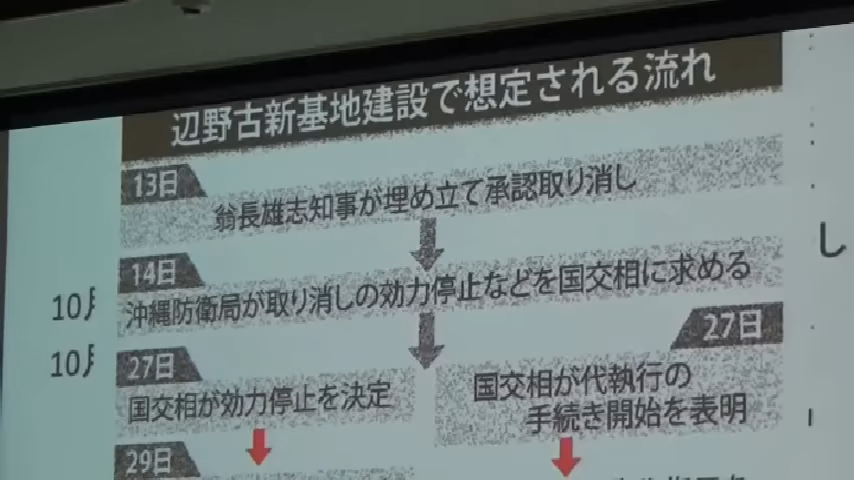 辺野古新基地建設で想定される流れ
13日
翁長雄志知事が埋め立て承認取り消し
14日
沖縄防衛局が取り消しの効力停止などを国交相に求める
27日
国交相が効力停止を決定
27日
国交相が代執行の
手続き開始を表明
29日
10月
10月
し